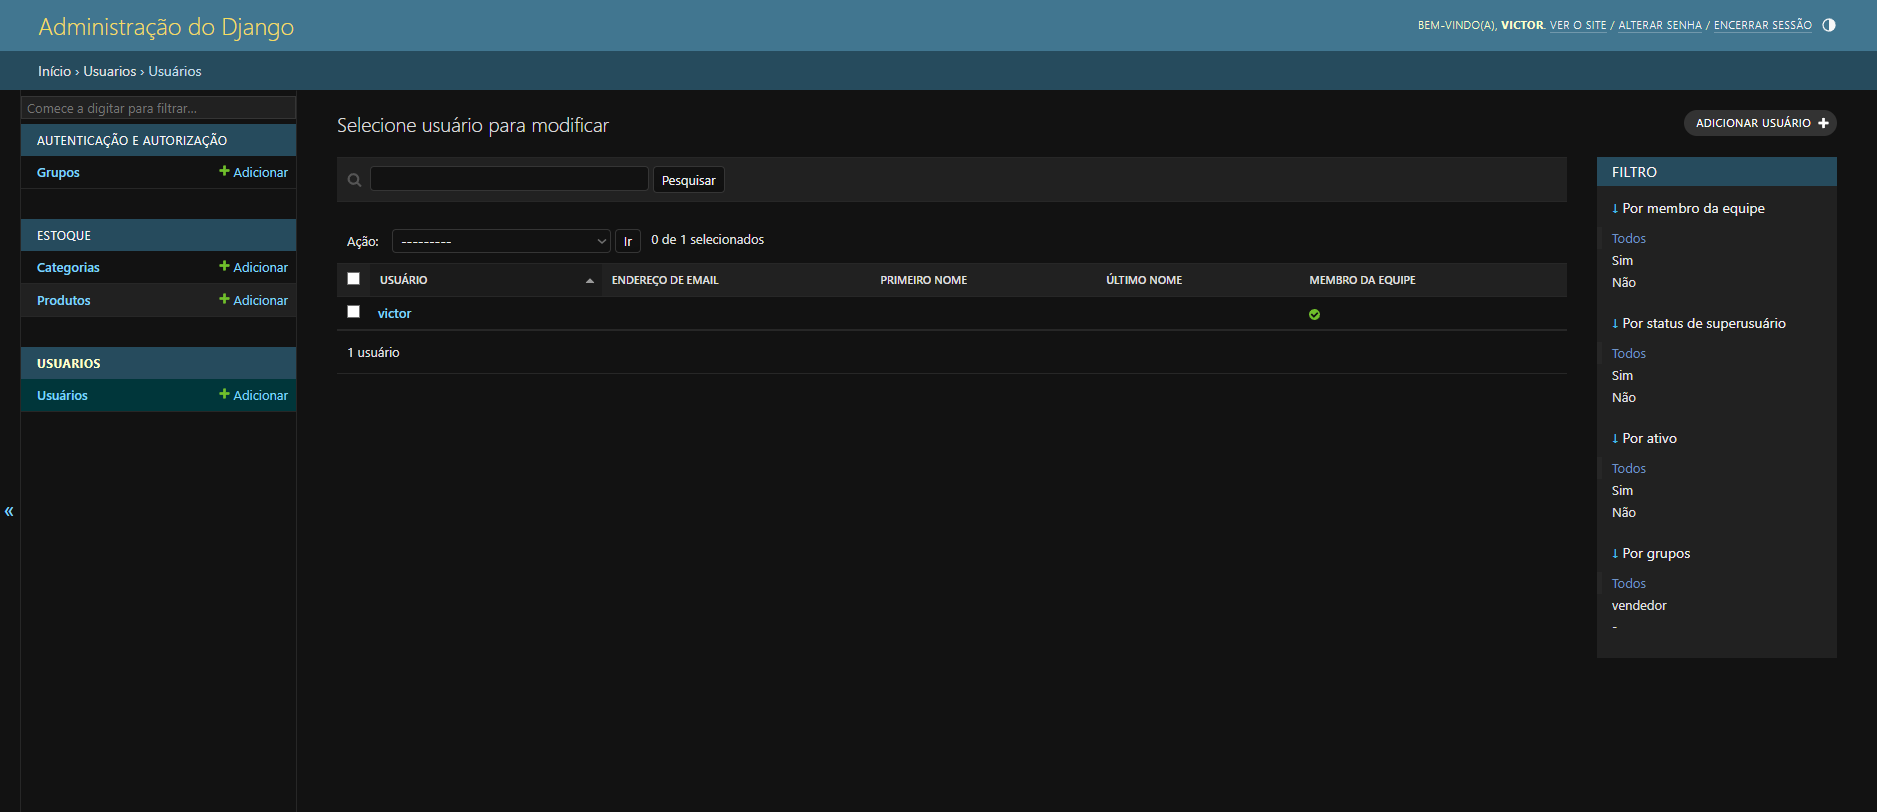 Administração do Django
BEM-VINDO(A), VICTOR. VER O SITE / ALTERAR SENHA / ENCERRAR SESSÃO
Início › Usuarios › Usuários
Comece a digitar para filtrar...
AUTENTICAÇÃO E AUTORIZAÇÃO
Grupos + Adicionar
ESTOQUE
Categorias + Adicionar
Produtos + Adicionar
USUARIOS
Usuários + Adicionar
«
Selecione usuário para modificar
ADICIONAR USUÁRIO +
Pesquisar
Ação: --------- Ir 0 de 1 selecionados
USUÁRIO ENDEREÇO DE EMAIL PRIMEIRO NOME ÚLTIMO NOME MEMBRO DA EQUIPE
victor
1 usuário
FILTRO
↓ Por membro da equipe
Todos
Sim
Não
↓ Por status de superusuário
Todos
Sim
Não
↓ Por ativo
Todos
Sim
Não
↓ Por grupos
Todos
vendedor
-